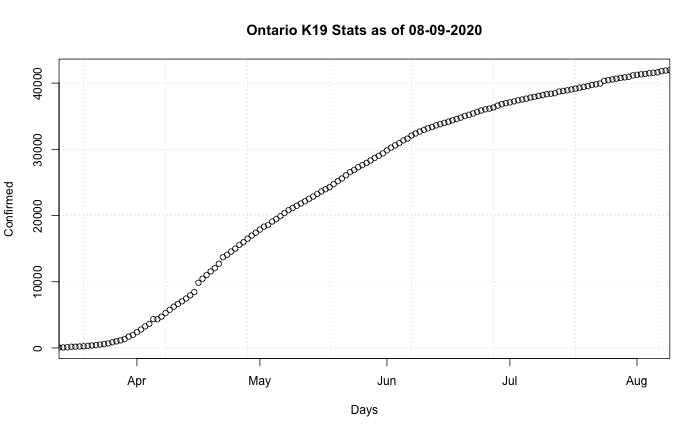 Ontario K19 Stats as of 08-09-2020
Confirmed
40000
30000
20000
10000
0
Apr May Jun Jul Aug
Days